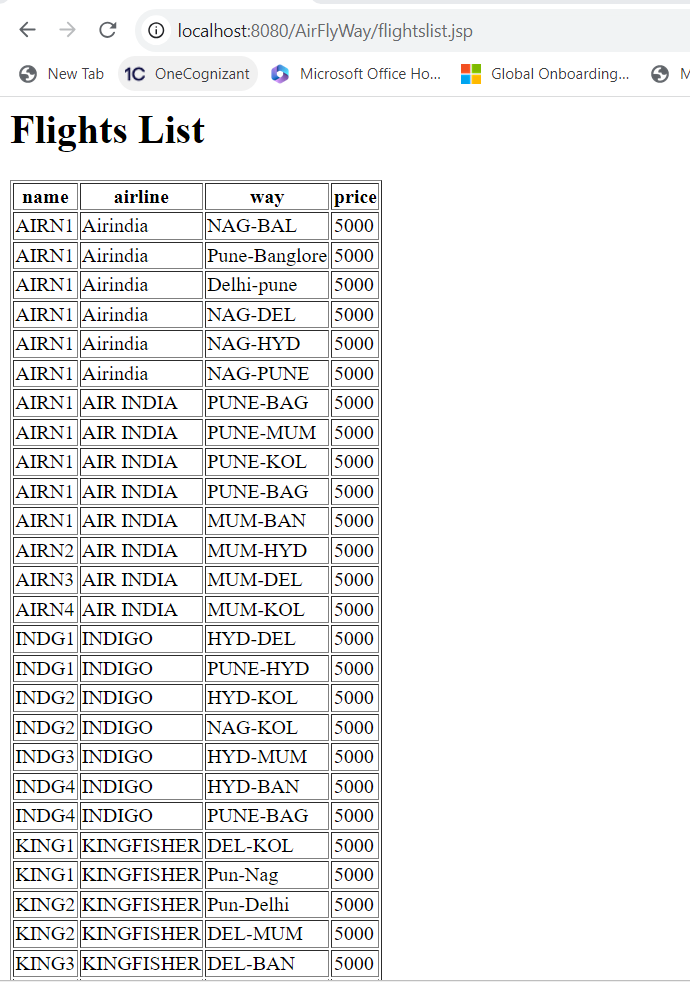 localhost:8080/AirFlyWay/flightslist.jsp
New Tab 1C OneCognizant Microsoft Office Ho... Global Onboarding... M
Flights List
name airline way price
AIRN1 Airindia NAG-BAL 5000
AIRN1 Airindia Pune-Banglore 5000
AIRN1 Airindia Delhi-pune 5000
AIRN1 Airindia NAG-DEL 5000
AIRN1 Airindia NAG-HYD 5000
AIRN1 Airindia NAG-PUNE 5000
AIRN1 AIR INDIA PUNE-BAG 5000
AIRN1 AIR INDIA PUNE-MUM 5000
AIRN1 AIR INDIA PUNE-KOL 5000
AIRN1 AIR INDIA PUNE-BAG 5000
AIRN1 AIR INDIA MUM-BAN 5000
AIRN2 AIR INDIA MUM-HYD 5000
AIRN3 AIR INDIA MUM-DEL 5000
AIRN4 AIR INDIA MUM-KOL 5000
INDG1 INDIGO HYD-DEL 5000
INDG1 INDIGO PUNE-HYD 5000
INDG2 INDIGO HYD-KOL 5000
INDG2 INDIGO NAG-KOL 5000
INDG3 INDIGO HYD-MUM 5000
INDG4 INDIGO HYD-BAN 5000
INDG4 INDIGO PUNE-BAG 5000
KING1 KINGFISHER DEL-KOL 5000
KING1 KINGFISHER Pun-Nag 5000
KING2 KINGFISHER Pun-Delhi 5000
KING2 KINGFISHER DEL-MUM 5000
KING3 KINGFISHER DEL-BAN 5000